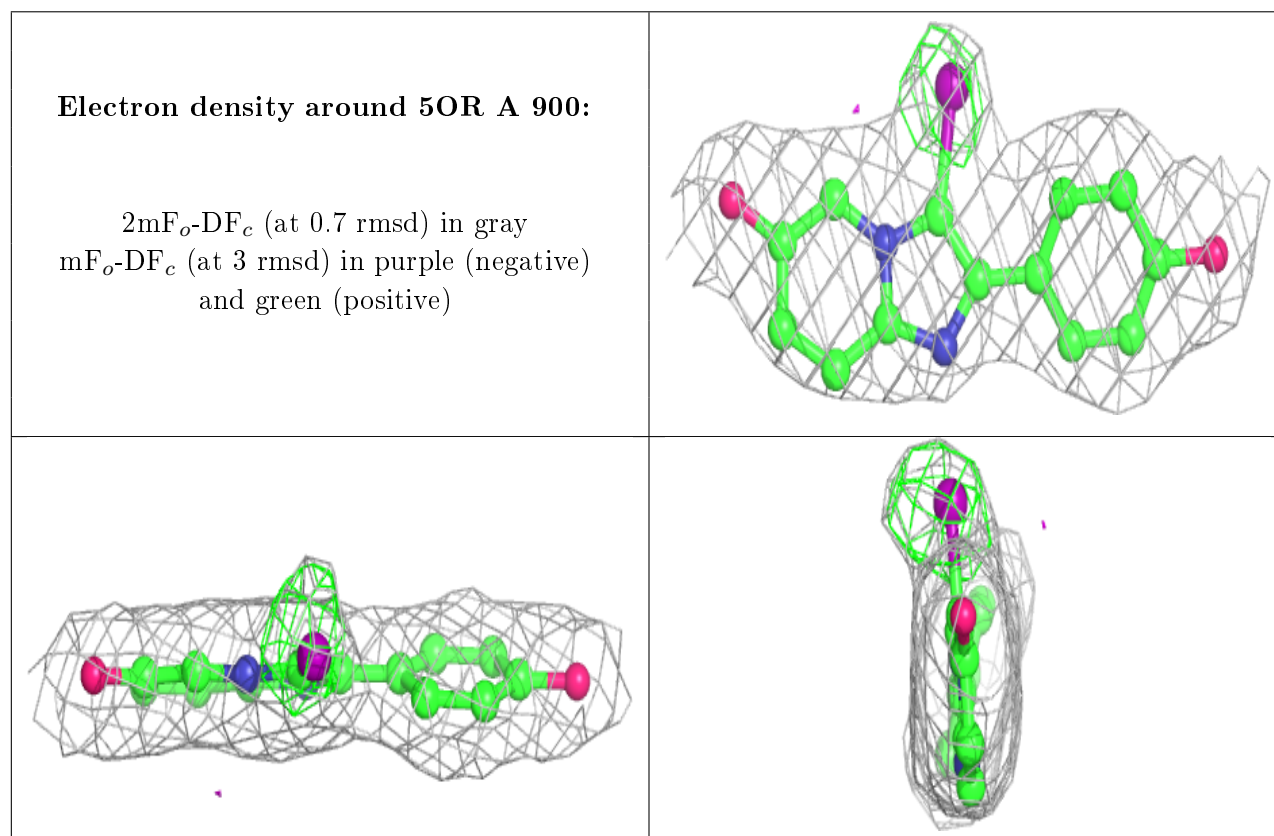 Electron density around 5OR A 900:
2mFo-DFc (at 0.7 rmsd) in gray
mFo-DFc (at 3 rmsd) in purple (negative)
and green (positive)